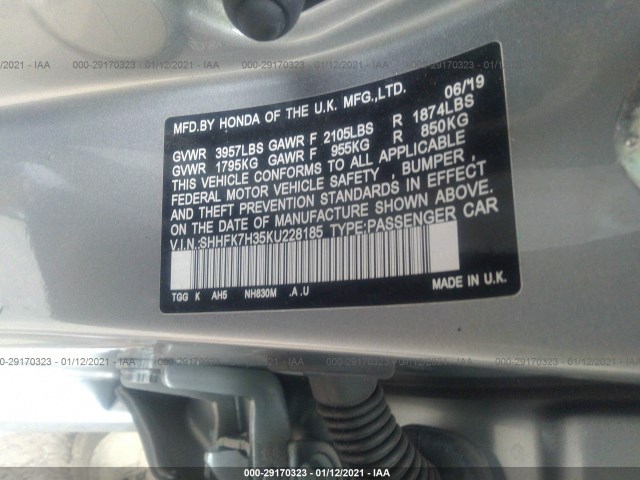 000-29170323 - 01/12/2021 - IAA
01/12/2021 - IAA
000-29170323 - 01/12/2021 - IAA
000-29170323 - 01/12/2021
MFD.BY HONDA OF THE U.K. MFG.,LTD. 06/19
GVWR 3957LBS GAWR F 2105LBS R 1874LBS
GVWR 1795KG GAWR F 955KG R 850KG
THIS VEHICLE CONFORMS TO ALL APPLICABLE
FEDERAL MOTOR VEHICLE SAFETY , BUMPER ,
AND THEFT PREVENTION STANDARDS IN EFFECT
ON THE DATE OF MANUFACTURE SHOWN ABOVE.
V.I.N.:SHHFK7H35KU228185 TYPE:PASSENGER CAR
TGG K AH5 NH830M .A .U
MADE IN U.K.
00-29170323 - 01/12/2021 - IAA
000-29170323 - 01/12/2021 - IAA
000-29170323 - 01/12/2021 - IAA
000-29170323 - 01/12/2021 - IAA